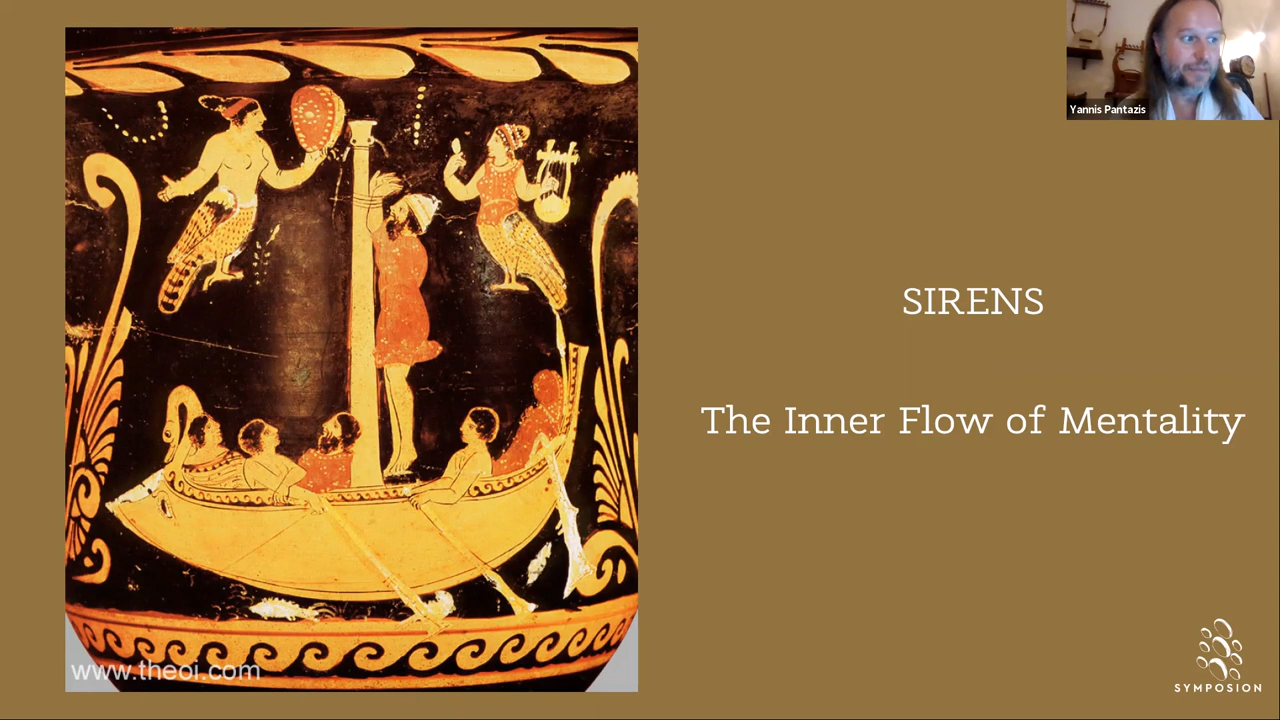 Yannis Pantazis
SIRENS
The Inner Flow of Mentality
www.theoi.com
SYMPOSION